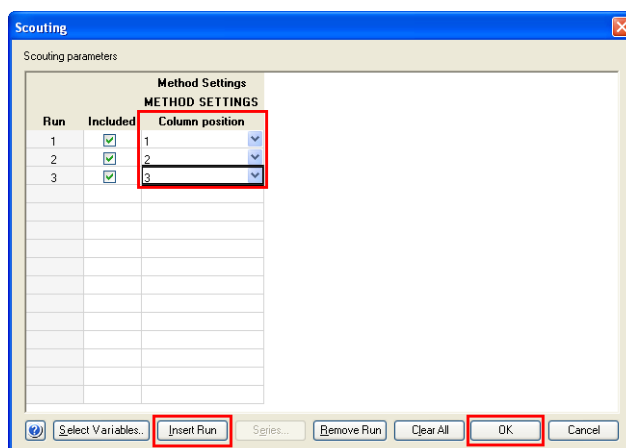 Scouting
Scouting parameters
Method Settings
METHOD SETTINGS
Run Included Column position
1 1
2 2
3 3
Select Variables.. Insert Run Series... Remove Run Clear All OK Cancel